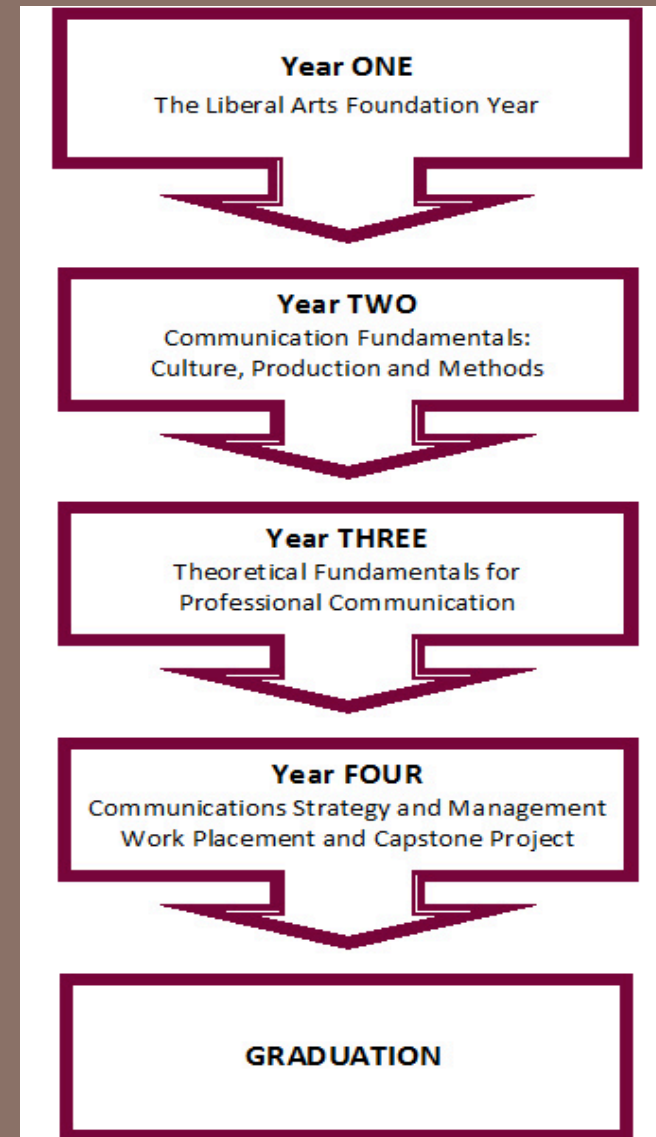 Year ONE
The Liberal Arts Foundation Year
Year TWO
Communication Fundamentals:
Culture, Production and Methods
Year THREE
Theoretical Fundamentals for
Professional Communication
Year FOUR
Communications Strategy and Management
Work Placement and Capstone Project
GRADUATION